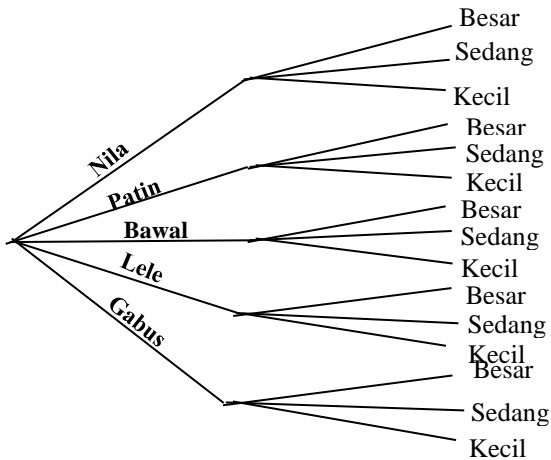 Besar
Sedang
Kecil
Nila
Besar
Sedang
Kecil
Patin
Besar
Sedang
Kecil
Bawal
Besar
Sedang
Kecil
Lele
Besar
Sedang
Kecil
Gabus